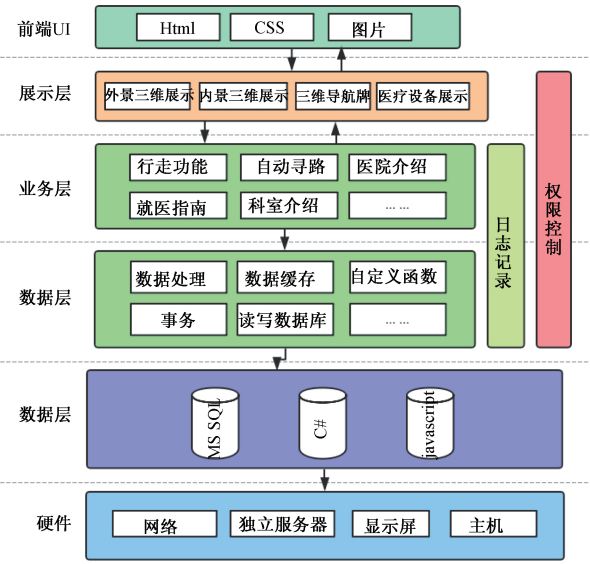 前端UI
Html
CSS
图片
展示层
外景三维展示
内景三维展示
三维导航牌
医疗设备展示
业务层
行走功能
自动寻路
医院介绍
就医指南
科室介绍
... ...
数据层
数据处理
数据缓存
自定义函数
事务
读写数据库
... ...
日志记录
权限控制
数据层
MS SQL
C#
javascript
硬件
网络
独立服务器
显示屏
主机